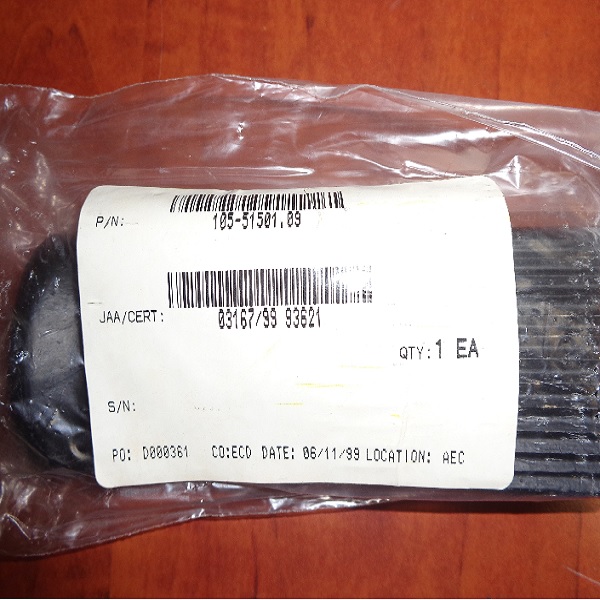 P/N: 105-51501.09
JAA/CERT: 03167/99 93621
QTY: 1 EA
S/N:
PO: D000361 CO:ECD DATE: 06/11/99 LOCATION: AEC